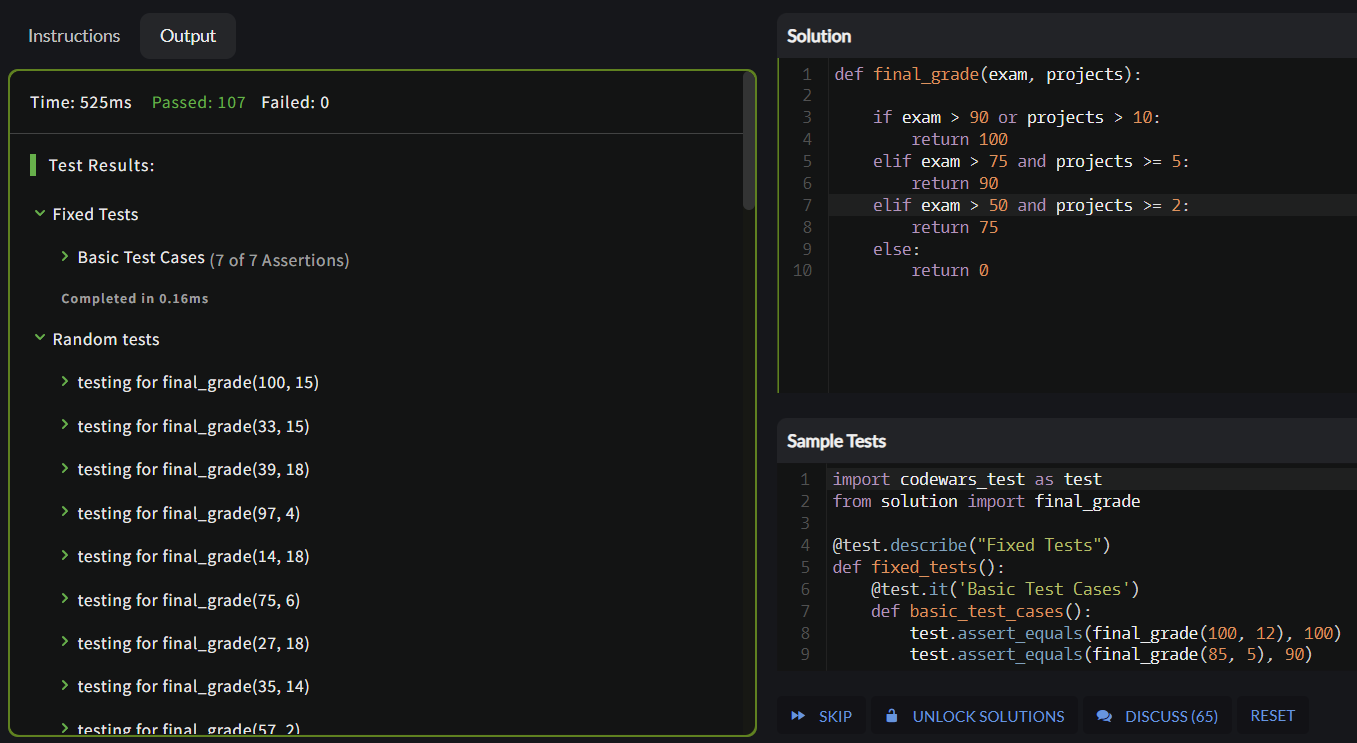 Instructions Output
Time: 525ms Passed: 107 Failed: 0
Test Results:
Fixed Tests
Basic Test Cases (7 of 7 Assertions)
Completed in 0.16ms
Random tests
testing for final_grade(100, 15)
testing for final_grade(33, 15)
testing for final_grade(39, 18)
testing for final_grade(97, 4)
testing for final_grade(14, 18)
testing for final_grade(75, 6)
testing for final_grade(27, 18)
testing for final_grade(35, 14)
testing for final_grade(57, 2)
Solution
1 def final_grade(exam, projects):
2
3     if exam > 90 or projects > 10:
4         return 100
5     elif exam > 75 and projects >= 5:
6         return 90
7     elif exam > 50 and projects >= 2:
8         return 75
9     else:
10         return 0
Sample Tests
1 import codewars_test as test
2 from solution import final_grade
3
4 @test.describe("Fixed Tests")
5 def fixed_tests():
6     @test.it('Basic Test Cases')
7     def basic_test_cases():
8         test.assert_equals(final_grade(100, 12), 100)
9         test.assert_equals(final_grade(85, 5), 90)
SKIP UNLOCK SOLUTIONS DISCUSS (65) RESET